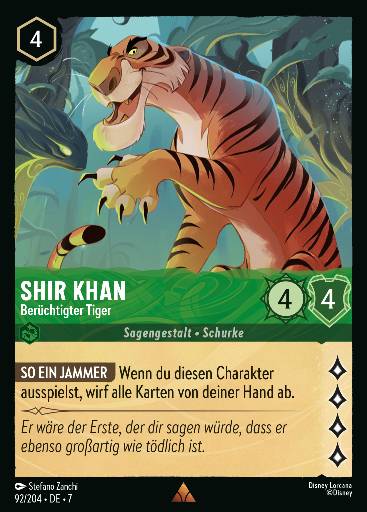 4
SHIR KHAN
Berüchtigter Tiger
4
4
Sagengestalt • Schurke
SO EIN JAMMER Wenn du diesen Charakter
ausspielst, wirf alle Karten von deiner Hand ab.
Er wäre der Erste, der dir sagen würde, dass er
ebenso großartig wie tödlich ist.
Stefano Zanchi
92/204 • DE • 7
Disney Lorcana
©Disney